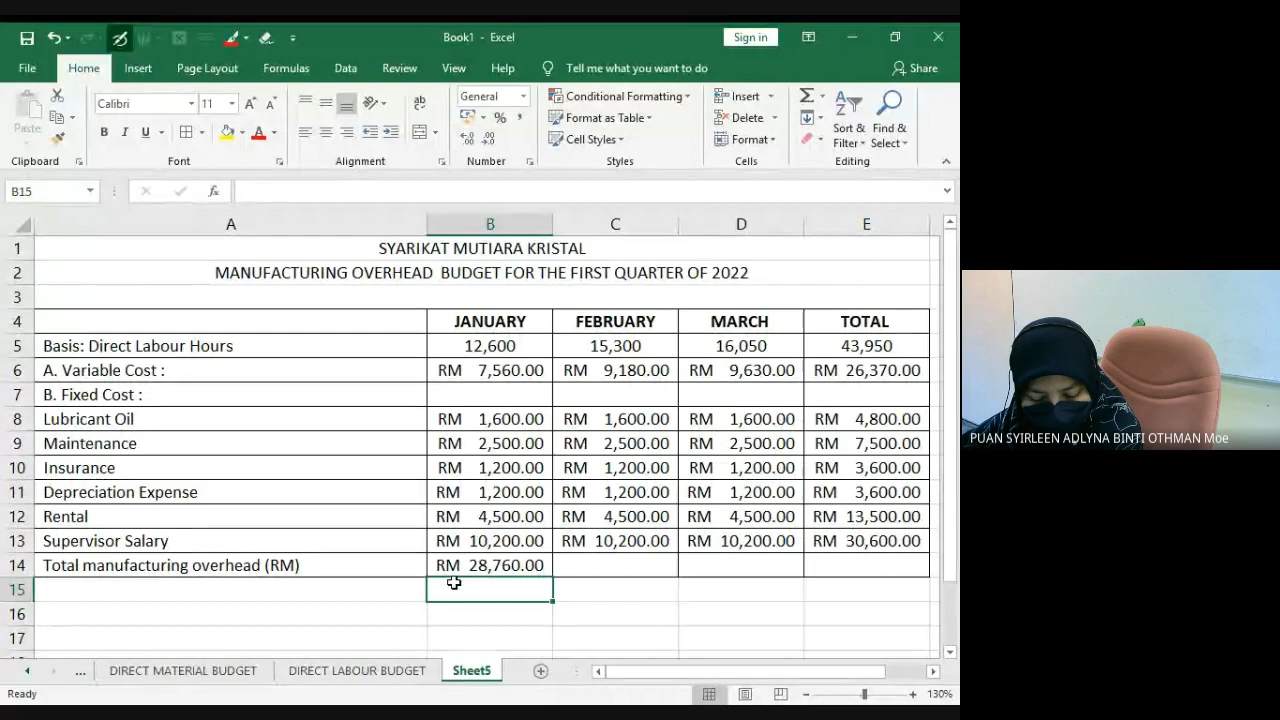 Book1 - Excel
Sign in
File Home Insert Page Layout Formulas Data Review View Help Tell me what you want to do Share
Paste
Calibri 11 A A
B I U A
ab
General
% ,
Conditional Formatting
Format as Table
Cell Styles
Insert
Delete
Format
Sort & Filter
Find & Select
Clipboard Font Alignment Number Styles Cells Editing
B15 fx
A B C D E
1 SYARIKAT MUTIARA KRISTAL
2 MANUFACTURING OVERHEAD BUDGET FOR THE FIRST QUARTER OF 2022
3
4 JANUARY FEBRUARY MARCH TOTAL
5 Basis: Direct Labour Hours 12,600 15,300 16,050 43,950
6 A. Variable Cost : RM 7,560.00 RM 9,180.00 RM 9,630.00 RM 26,370.00
7 B. Fixed Cost :
8 Lubricant Oil RM 1,600.00 RM 1,600.00 RM 1,600.00 RM 4,800.00
9 Maintenance RM 2,500.00 RM 2,500.00 RM 2,500.00 RM 7,500.00
10 Insurance RM 1,200.00 RM 1,200.00 RM 1,200.00 RM 3,600.00
11 Depreciation Expense RM 1,200.00 RM 1,200.00 RM 1,200.00 RM 3,600.00
12 Rental RM 4,500.00 RM 4,500.00 RM 4,500.00 RM 13,500.00
13 Supervisor Salary RM 10,200.00 RM 10,200.00 RM 10,200.00 RM 30,600.00
14 Total manufacturing overhead (RM) RM 28,760.00
15
16
17
... DIRECT MATERIAL BUDGET DIRECT LABOUR BUDGET Sheet5
Ready 130%
PUAN SYIRLEEN ADLYNA BINTI OTHMAN Moe